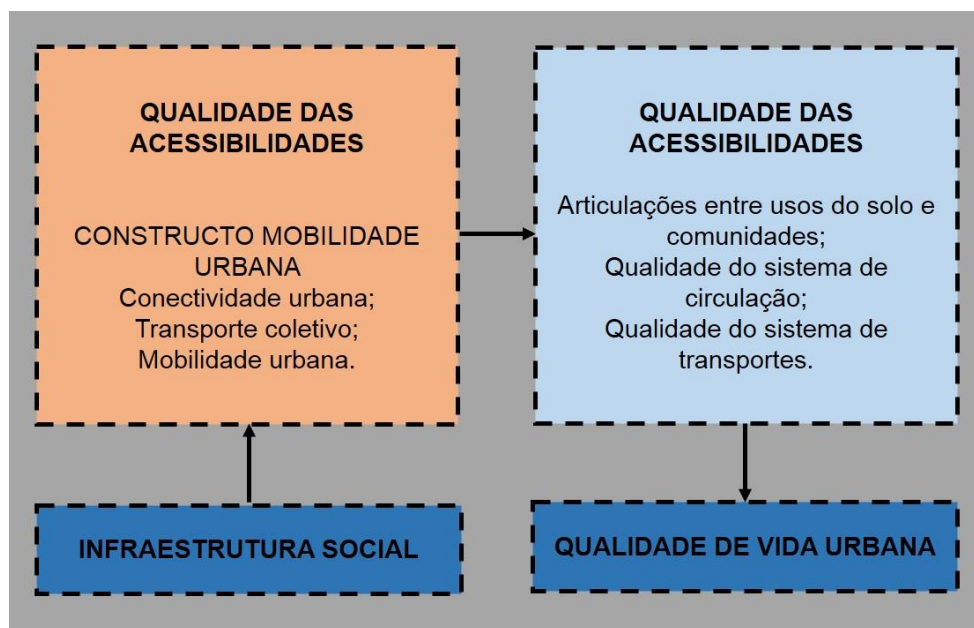 QUALIDADE DAS
ACESSIBILIDADES
CONSTRUCTO MOBILIDADE
URBANA
Conectividade urbana;
Transporte coletivo;
Mobilidade urbana.
QUALIDADE DAS
ACESSIBILIDADES
Articulações entre usos do solo e
comunidades;
Qualidade do sistema de
circulação;
Qualidade do sistema de
transportes.
INFRAESTRUTURA SOCIAL
QUALIDADE DE VIDA URBANA